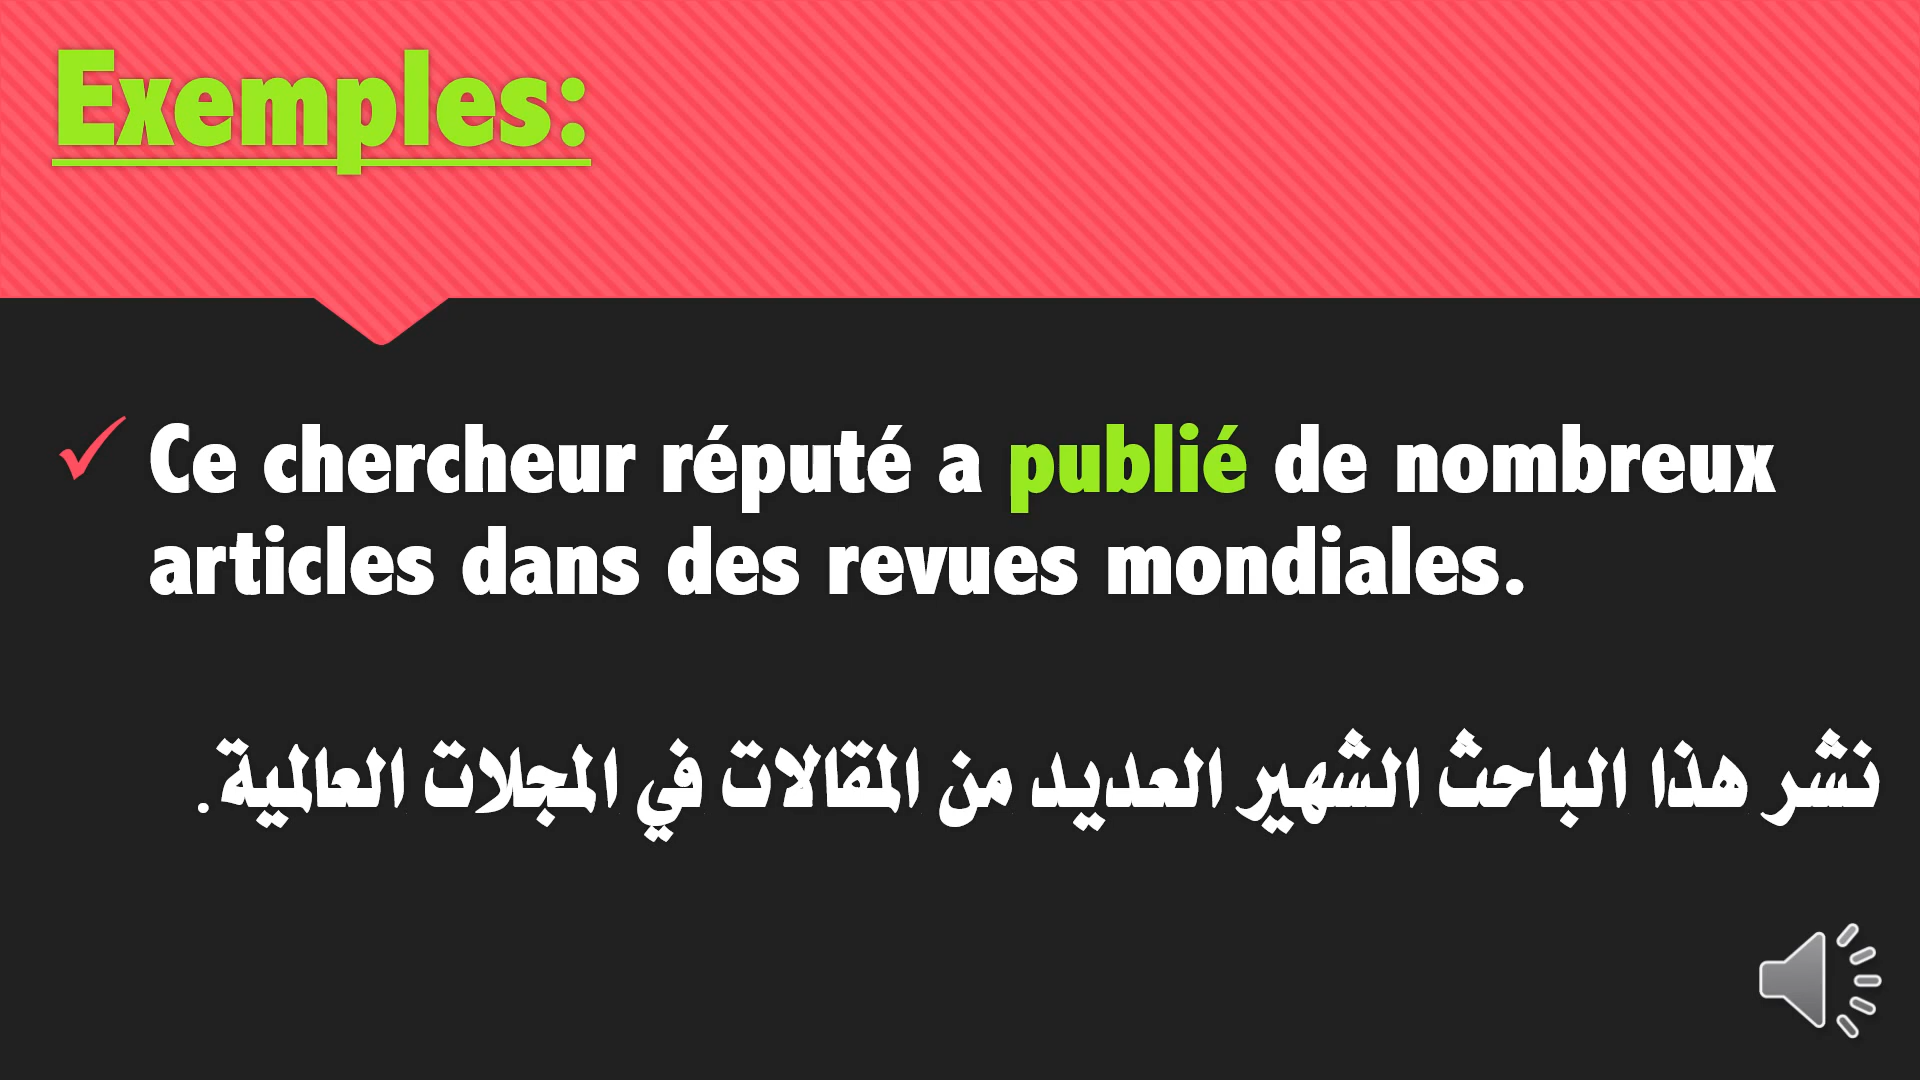 Exemples:
Ce chercheur réputé a publié de nombreux
articles dans des revues mondiales.
نشر هذا الباحث الشهير العديد من المقالات في المجلات العالمية.